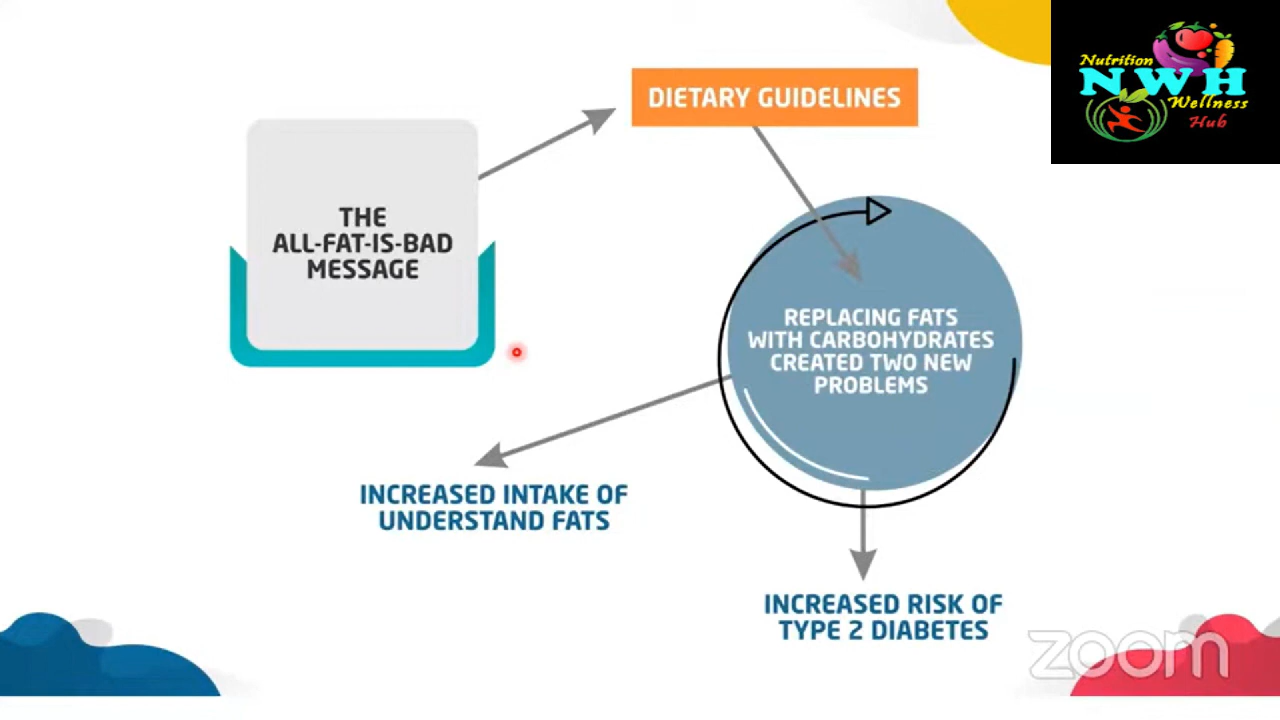 Nutrition
NWH
Wellness
Hub
DIETARY GUIDELINES
THE
ALL-FAT-IS-BAD
MESSAGE
REPLACING FATS
WITH CARBOHYDRATES
CREATED TWO NEW
PROBLEMS
INCREASED INTAKE OF
UNDERSTAND FATS
INCREASED RISK OF
TYPE 2 DIABETES
zoom